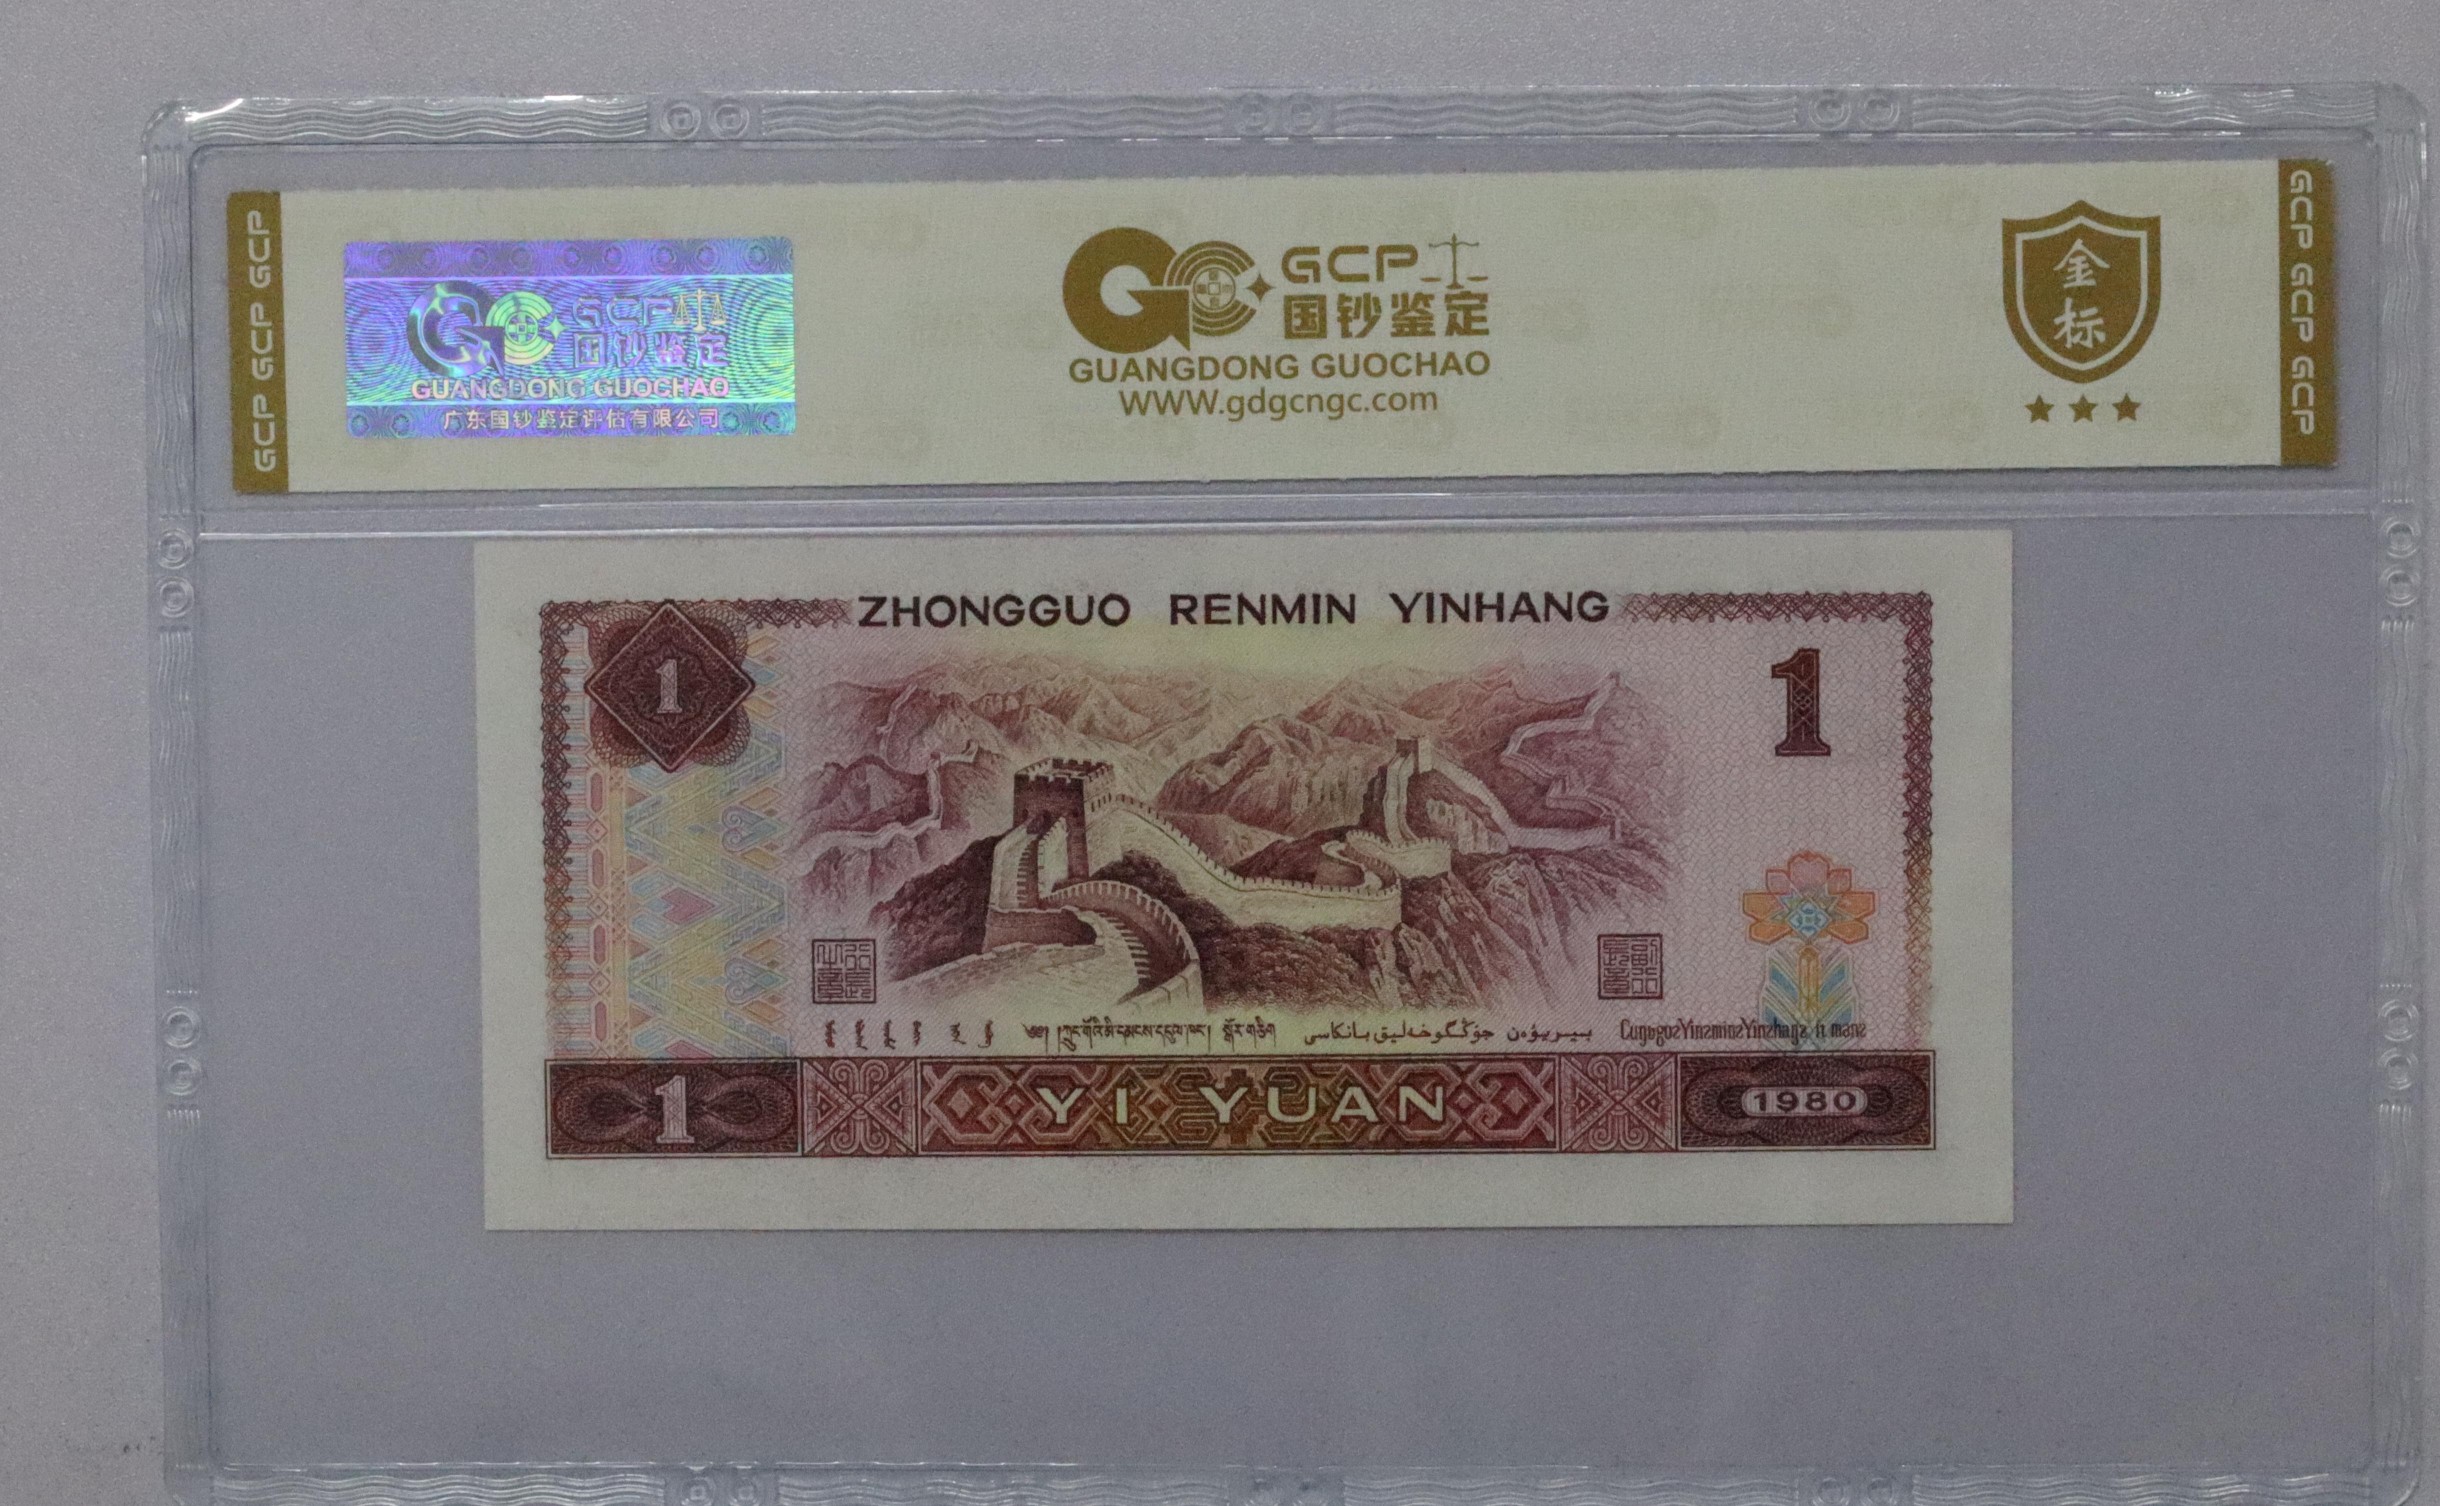 GCP GCP GCP
GCP
国钞鉴定
GUANGDONG GUOCHAO
广东国钞鉴定评估有限公司
GCP
国钞鉴定
GUANGDONG GUOCHAO
WWW.gdgcngc.com
金
标
GCP GCP GCP
ZHONGGUO RENMIN YINHANG
1
1
YI YUAN
1
1980